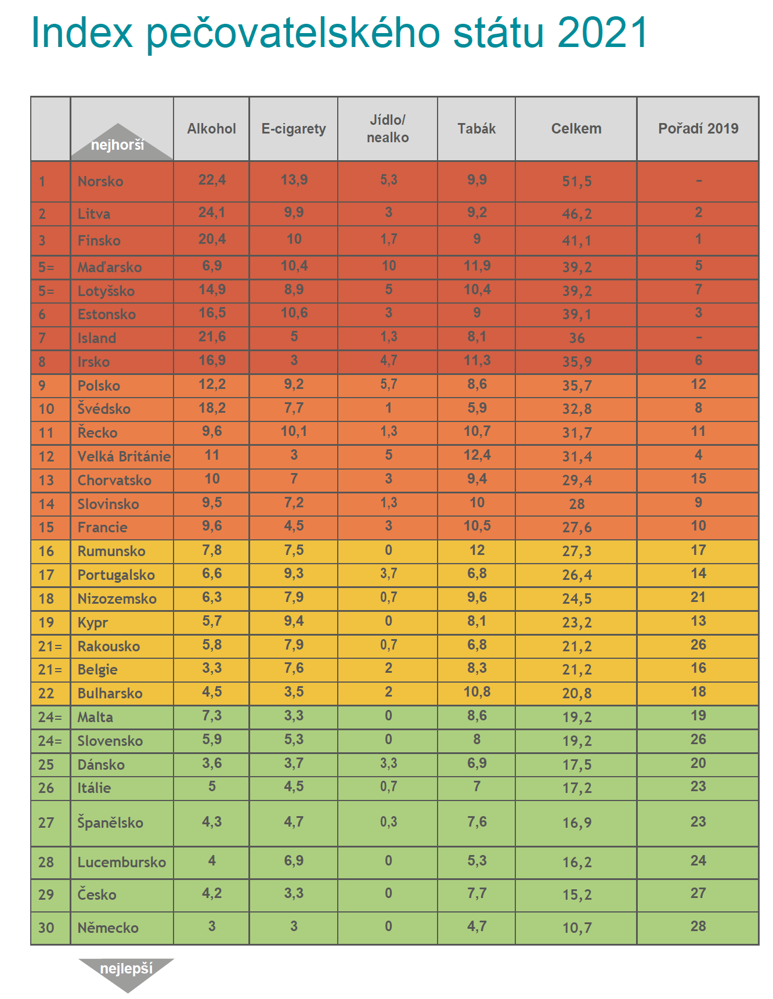 Index pečovatelského státu 2021
nejhorší Alkohol E-cigarety Jídlo/ nealko Tabák Celkem Pořadí 2019
1 Norsko 22,4 13,9 5,3 9,9 51,5 –
2 Litva 24,1 9,9 3 9,2 46,2 2
3 Finsko 20,4 10 1,7 9 41,1 1
5= Maďarsko 6,9 10,4 10 11,9 39,2 5
5= Lotyšsko 14,9 8,9 5 10,4 39,2 7
6 Estonsko 16,5 10,6 3 9 39,1 3
7 Island 21,6 5 1,3 8,1 36 –
8 Irsko 16,9 3 4,7 11,3 35,9 6
9 Polsko 12,2 9,2 5,7 8,6 35,7 12
10 Švédsko 18,2 7,7 1 5,9 32,8 8
11 Řecko 9,6 10,1 1,3 10,7 31,7 11
12 Velká Británie 11 3 5 12,4 31,4 4
13 Chorvatsko 10 7 3 9,4 29,4 15
14 Slovinsko 9,5 7,2 1,3 10 28 9
15 Francie 9,6 4,5 3 10,5 27,6 10
16 Rumunsko 7,8 7,5 0 12 27,3 17
17 Portugalsko 6,6 9,3 3,7 6,8 26,4 14
18 Nizozemsko 6,3 7,9 0,7 9,6 24,5 21
19 Kypr 5,7 9,4 0 8,1 23,2 13
21= Rakousko 5,8 7,9 0,7 6,8 21,2 26
21= Belgie 3,3 7,6 2 8,3 21,2 16
22 Bulharsko 4,5 3,5 2 10,8 20,8 18
24= Malta 7,3 3,3 0 8,6 19,2 19
24= Slovensko 5,9 5,3 0 8 19,2 26
25 Dánsko 3,6 3,7 3,3 6,9 17,5 20
26 Itálie 5 4,5 0,7 7 17,2 23
27 Španělsko 4,3 4,7 0,3 7,6 16,9 23
28 Lucembursko 4 6,9 0 5,3 16,2 24
29 Česko 4,2 3,3 0 7,7 15,2 27
30 Německo 3 3 0 4,7 10,7 28
nejlepší